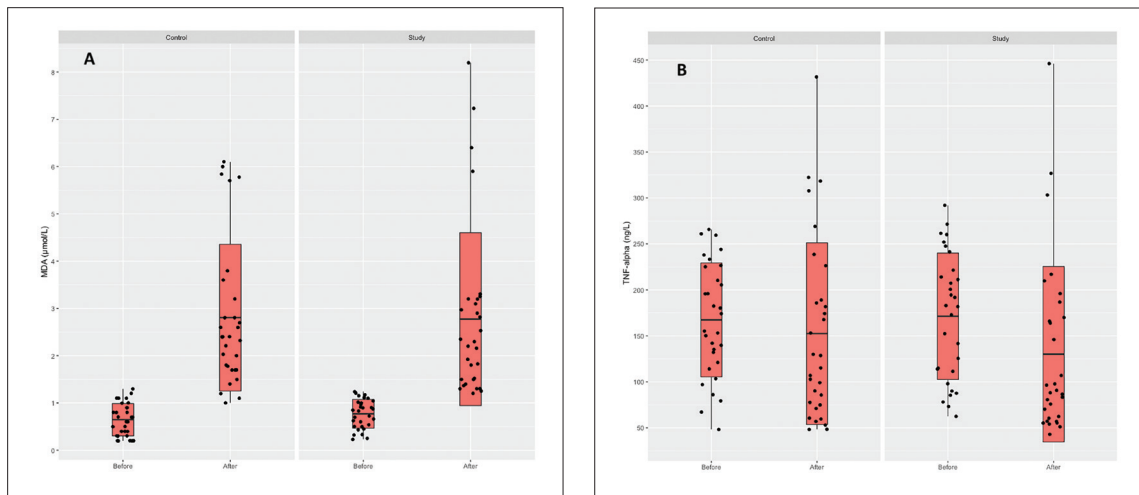 Control
Study
A
MDA (µmol/L)
8
7
6
5
4
3
2
1
0
Before
After
Before
After
Control
Study
B
TNF-alpha (ng/L)
450
400
350
300
250
200
150
100
50
Before
After
Before
After